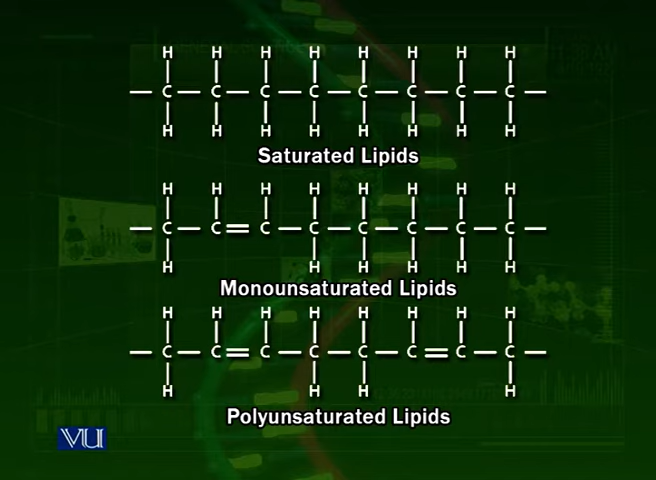 H H H H H H H H
C C C C C C C C
H H H H H H H H
Saturated Lipids
H H H H H H H H
C C = C C C C C C
H H H H H H
Monounsaturated Lipids
H H H H H H H H
C C = C C C C = C C
H H H H
Polyunsaturated Lipids
VU